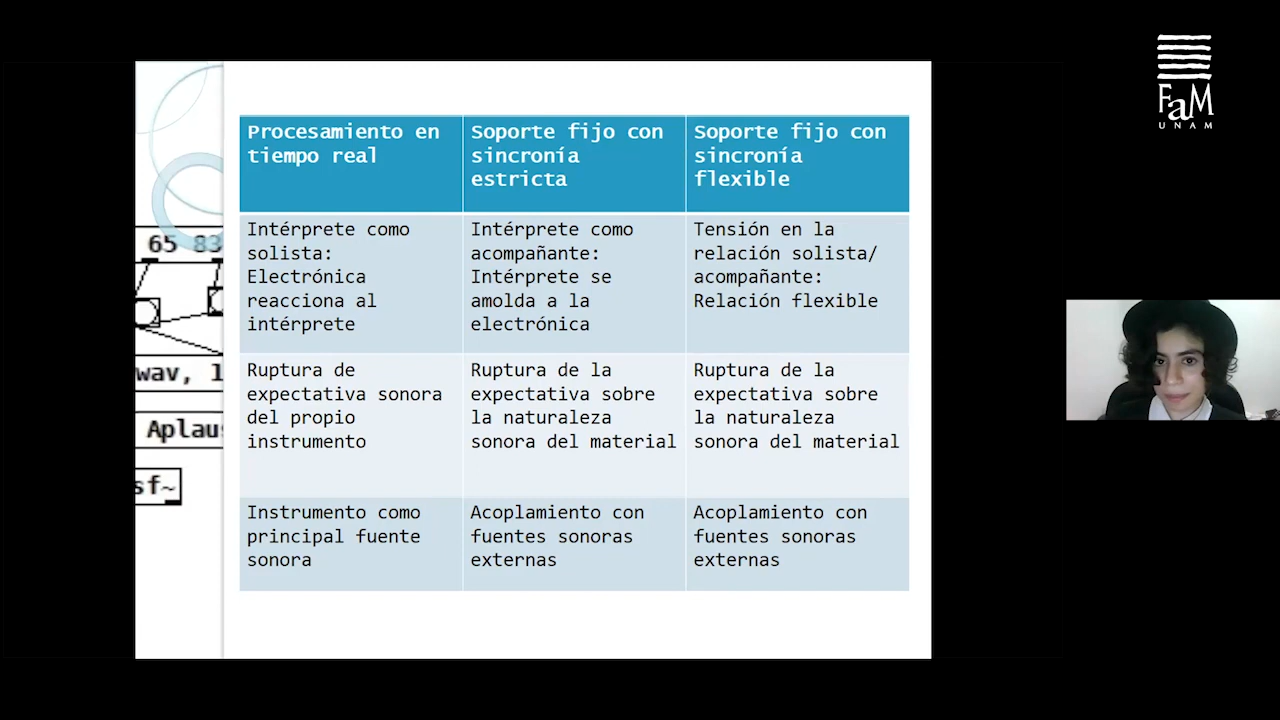 FaM
UNAM
Procesamiento en
tiempo real
Soporte fijo con
sincronía
estricta
Soporte fijo con
sincronía
flexible
Intérprete como
solista:
Electrónica
reacciona al
intérprete
Intérprete como
acompañante:
Intérprete se
amolda a la
electrónica
Tensión en la
relación solista/
acompañante:
Relación flexible
Ruptura de
expectativa sonora
del propio
instrumento
Ruptura de la
expectativa sobre
la naturaleza
sonora del material
Ruptura de la
expectativa sobre
la naturaleza
sonora del material
Instrumento como
principal fuente
sonora
Acoplamiento con
fuentes sonoras
externas
Acoplamiento con
fuentes sonoras
externas
65 83
wav, 1
Aplau
sf~